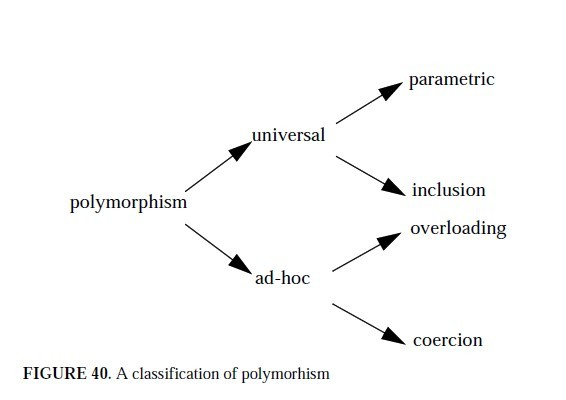 parametric
universal
inclusion
polymorphism
overloading
ad-hoc
coercion
FIGURE 40. A classification of polymorhism